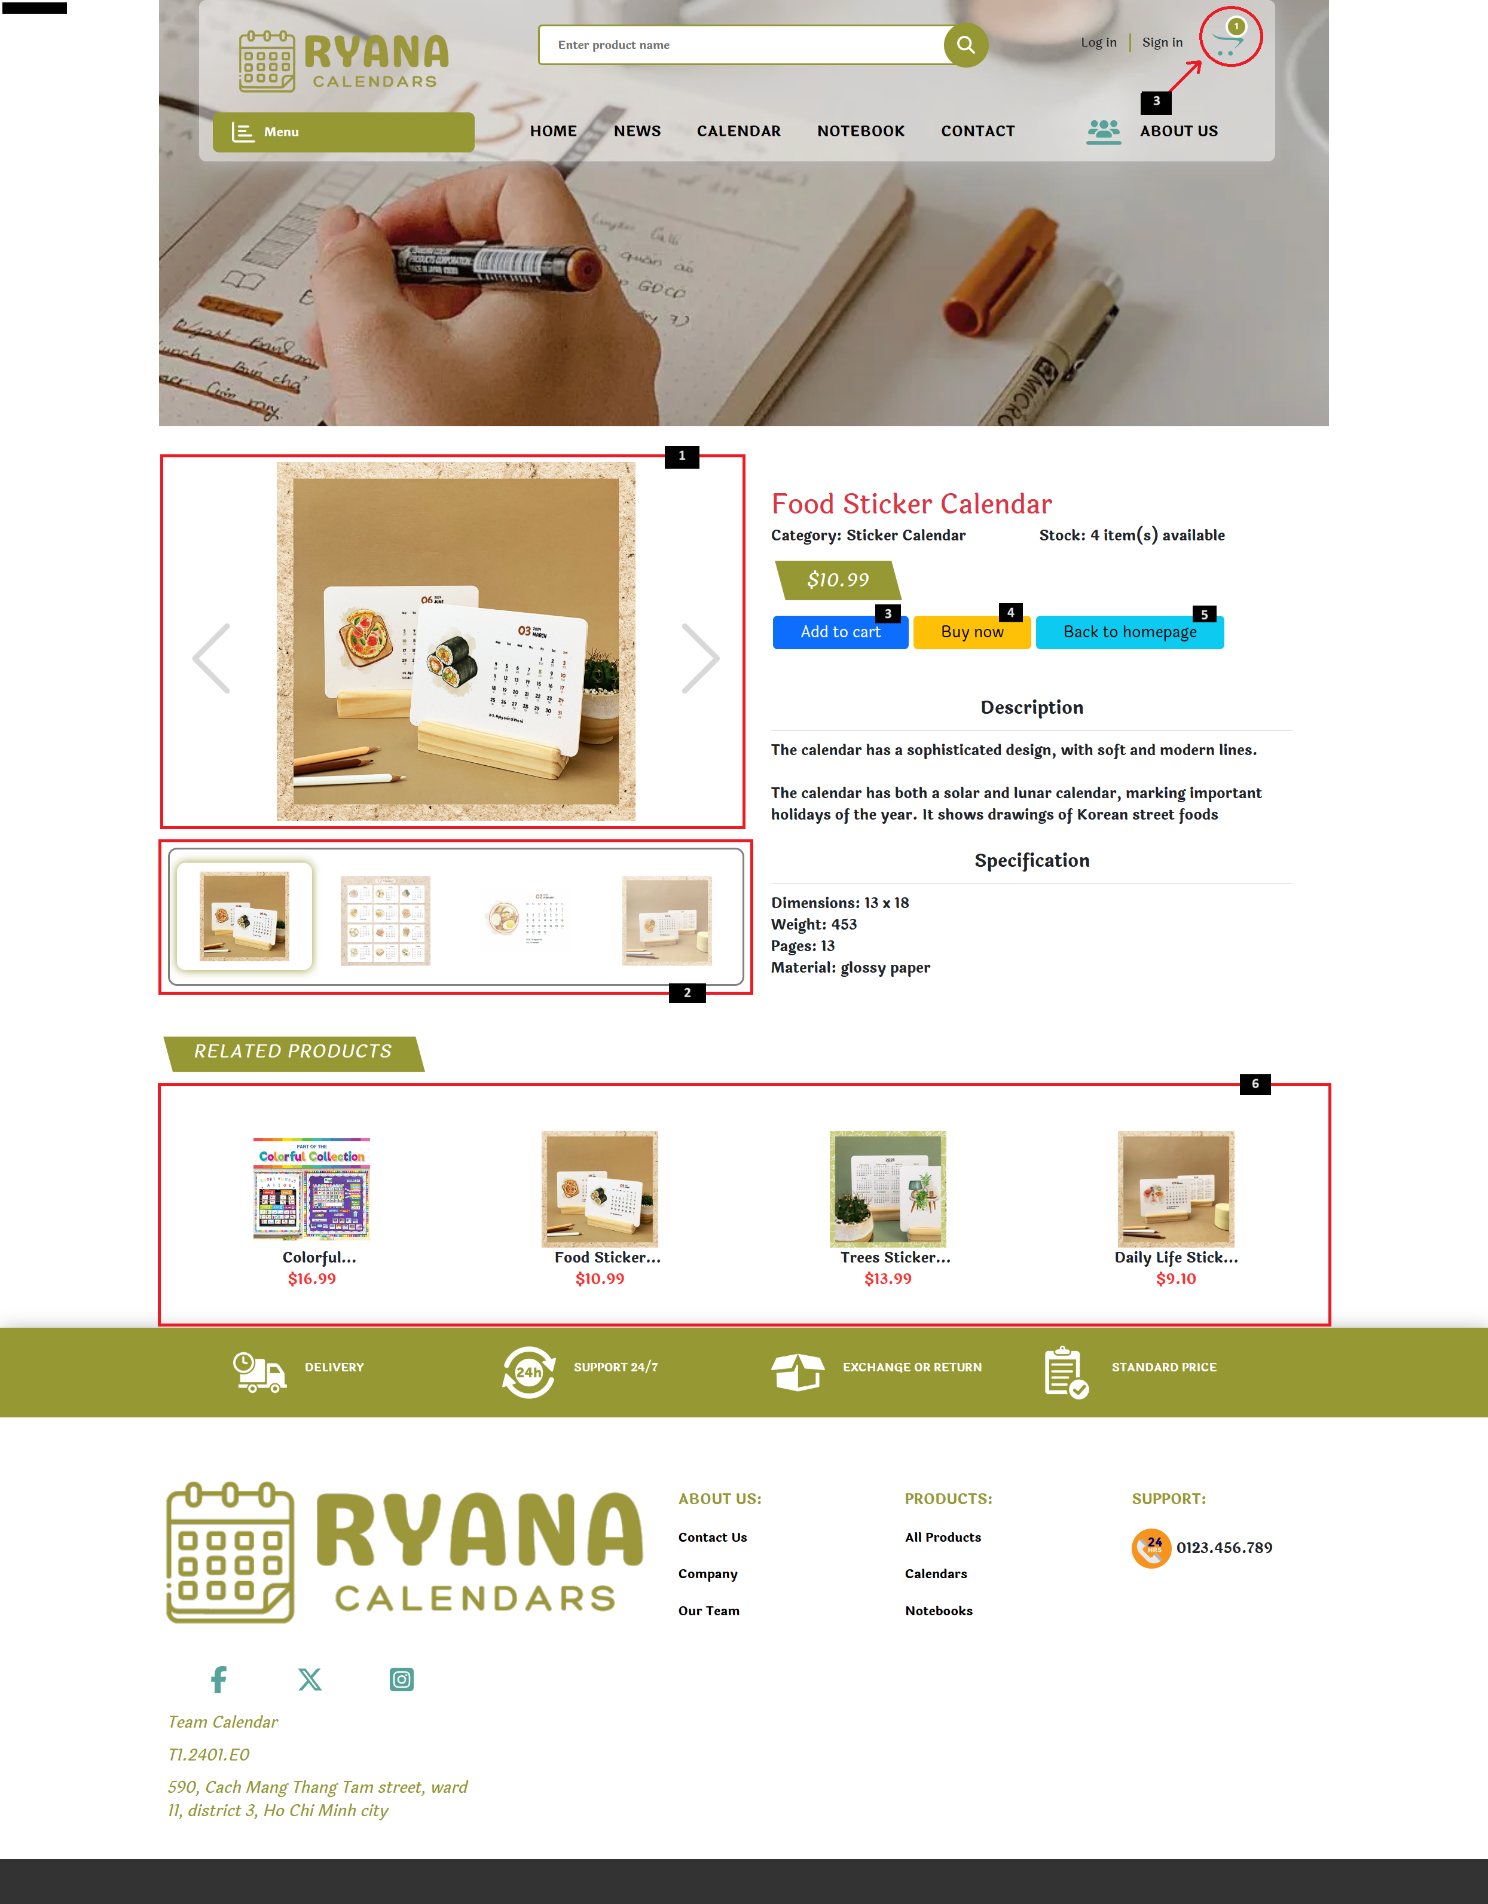 RYANA
CALENDARS
Enter product name
Log in
Sign in
1
3
Menu
HOME
NEWS
CALENDAR
NOTEBOOK
CONTACT
ABOUT US
1
Food Sticker Calendar
Category: Sticker Calendar
Stock: 4 item(s) available
$10.99
3
4
5
Add to cart
Buy now
Back to homepage
06
03 MARCH
Description
The calendar has a sophisticated design, with soft and modern lines.
The calendar has both a solar and lunar calendar, marking important
holidays of the year. It shows drawings of Korean street foods
Specification
Dimensions: 13 x 18
Weight: 453
Pages: 13
Material: glossy paper
2
RELATED PRODUCTS
6
PART OF THE
Colorful Collection
Colorful...
$16.99
Food Sticker...
$10.99
Trees Sticker...
$13.99
Daily Life Stick...
$9.10
DELIVERY
24h
SUPPORT 24/7
EXCHANGE OR RETURN
STANDARD PRICE
RYANA
CALENDARS
ABOUT US:
Contact Us
Company
Our Team
PRODUCTS:
All Products
Calendars
Notebooks
SUPPORT:
24
HRS
0123.456.789
Team Calendar
T1.2401.E0
590, Cach Mang Thang Tam street, ward
11, district 3, Ho Chi Minh city